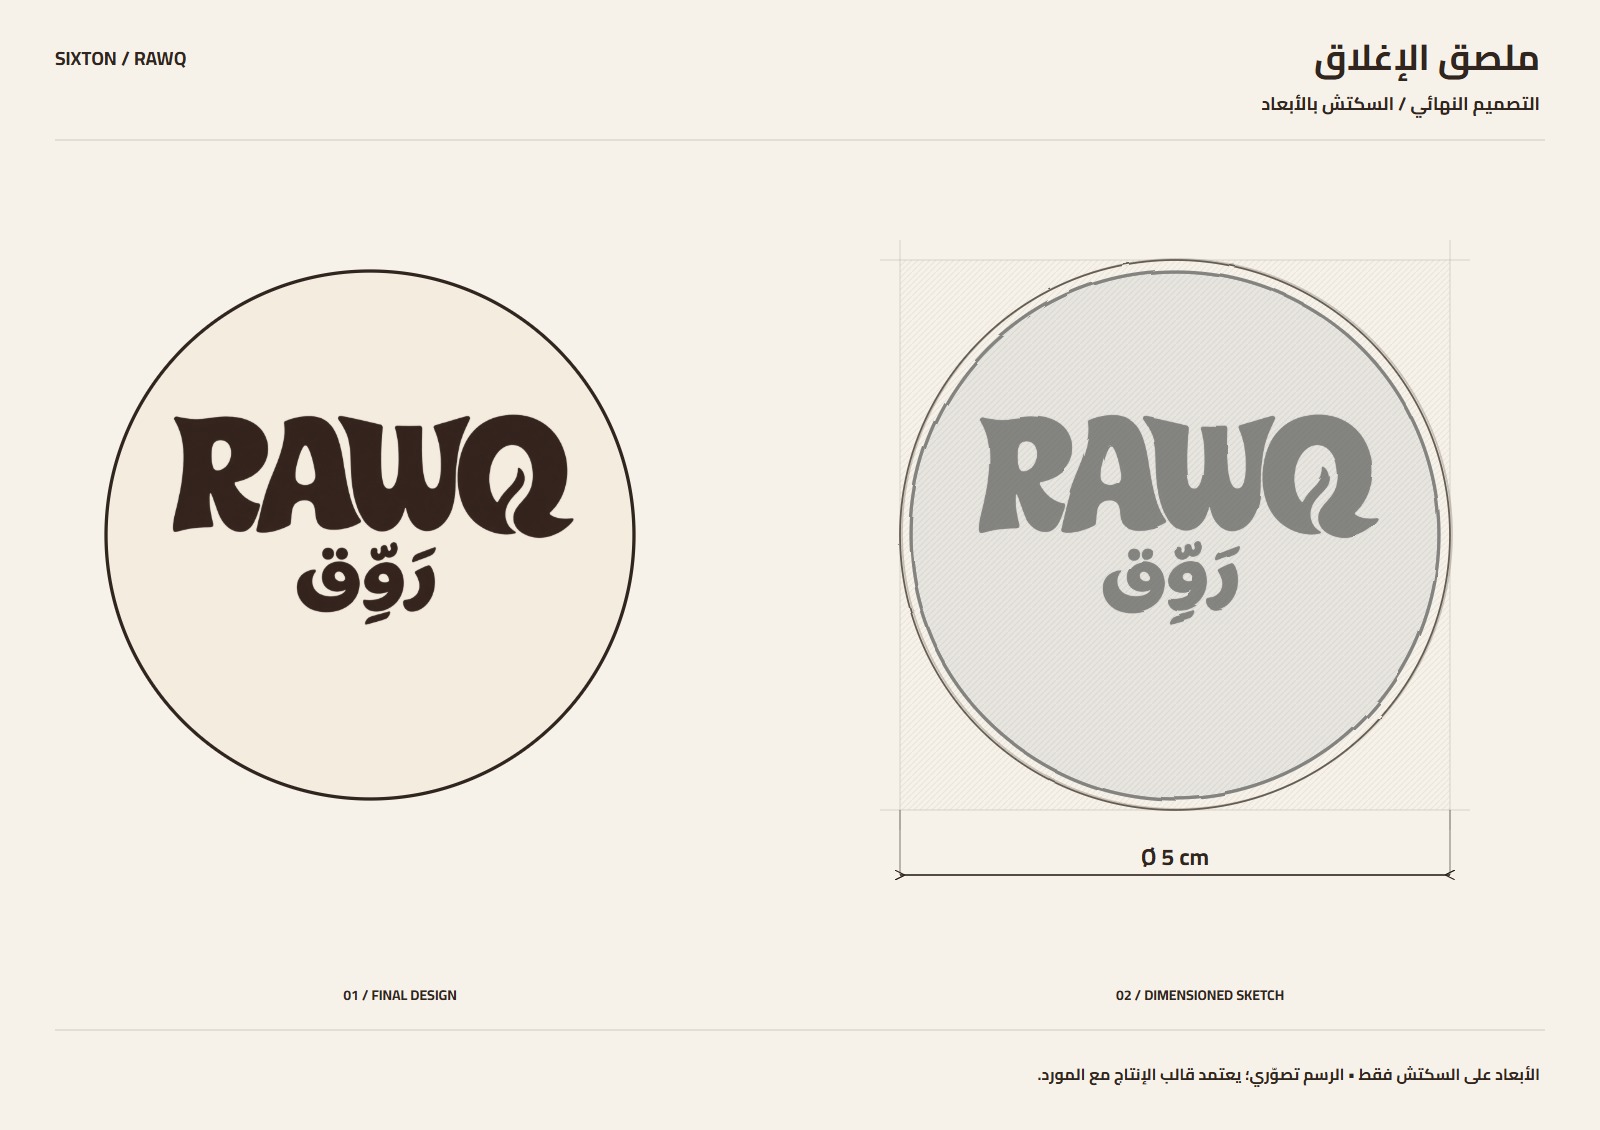 SIXTON / RAWQ
ملصق الإغلاق
التصميم النهائي / السكتش بالأبعاد
RAWQ
رَوِّق
RAWQ
رَوِّق
Ø 5 cm
01 / FINAL DESIGN
02 / DIMENSIONED SKETCH
الأبعاد على السكتش فقط • الرسم تصوّري؛ يعتمد قالب الإنتاج مع المورد.